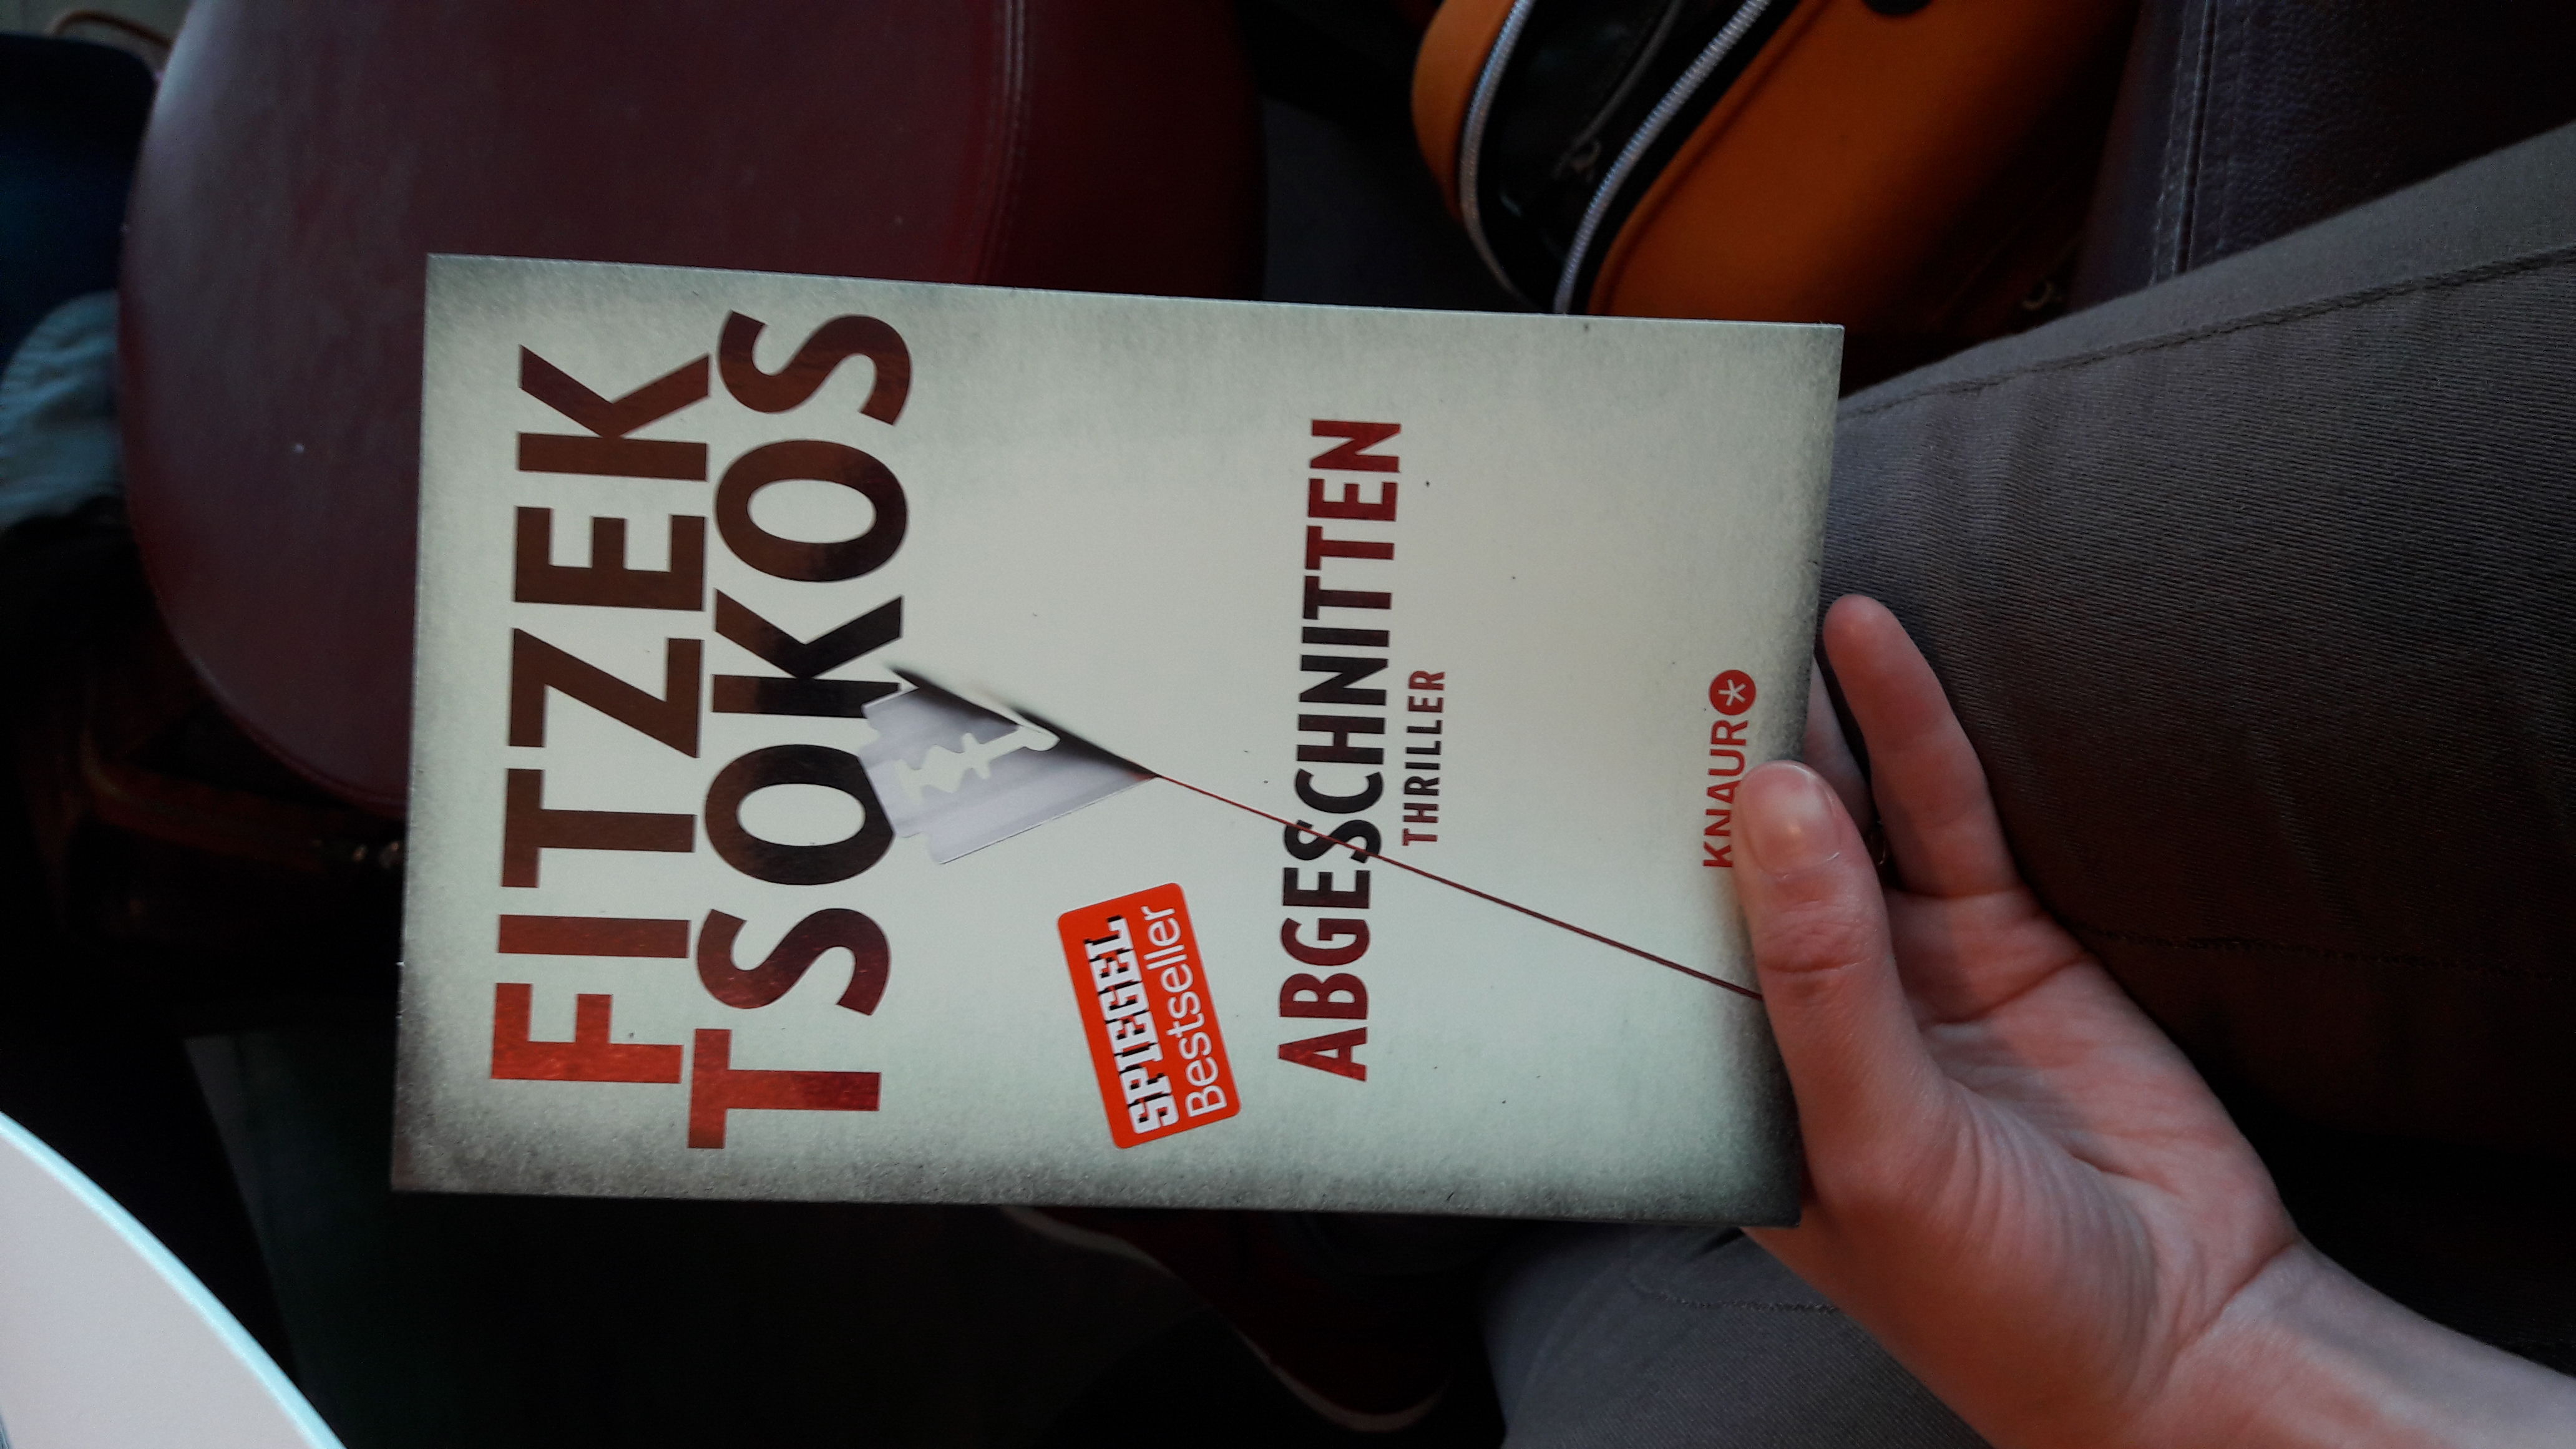 FITZEK
TSOKOS
SPIEGEL
Bestseller
ABGESCHNITTEN
THRILLER
KNAUR